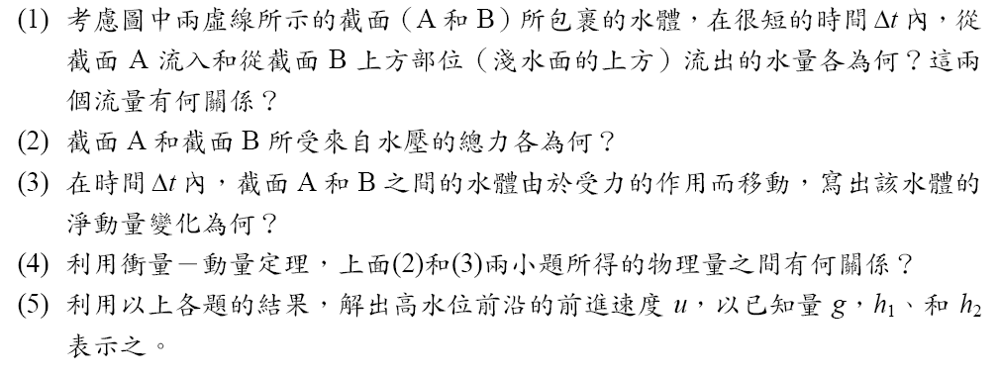 (1) 考慮圖中兩虛線所示的截面（A 和 B）所包裹的水體，在很短的時間 Δt 內，從
截面 A 流入和從截面 B 上方部位（淺水面的上方）流出的水量各為何？這兩
個流量有何關係？
(2) 截面 A 和截面 B 所受來自水壓的總力各為何？
(3) 在時間 Δt 內，截面 A 和 B 之間的水體由於受力的作用而移動，寫出該水體的
淨動量變化為何？
(4) 利用衝量－動量定理，上面(2)和(3)兩小題所得的物理量之間有何關係？
(5) 利用以上各題的結果，解出高水位前沿的前進速度 u，以已知量 g，h₁、和 h₂
表示之。